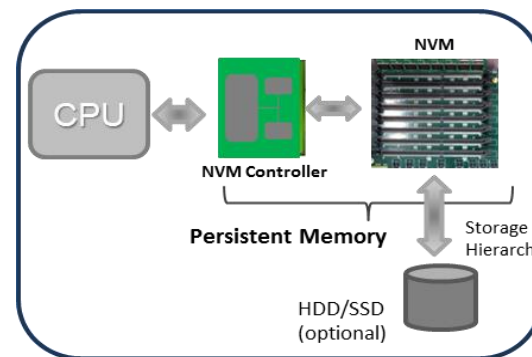 NVM
CPU
NVM Controller
Persistent Memory
Storage
Hierarch
HDD/SSD
(optional)